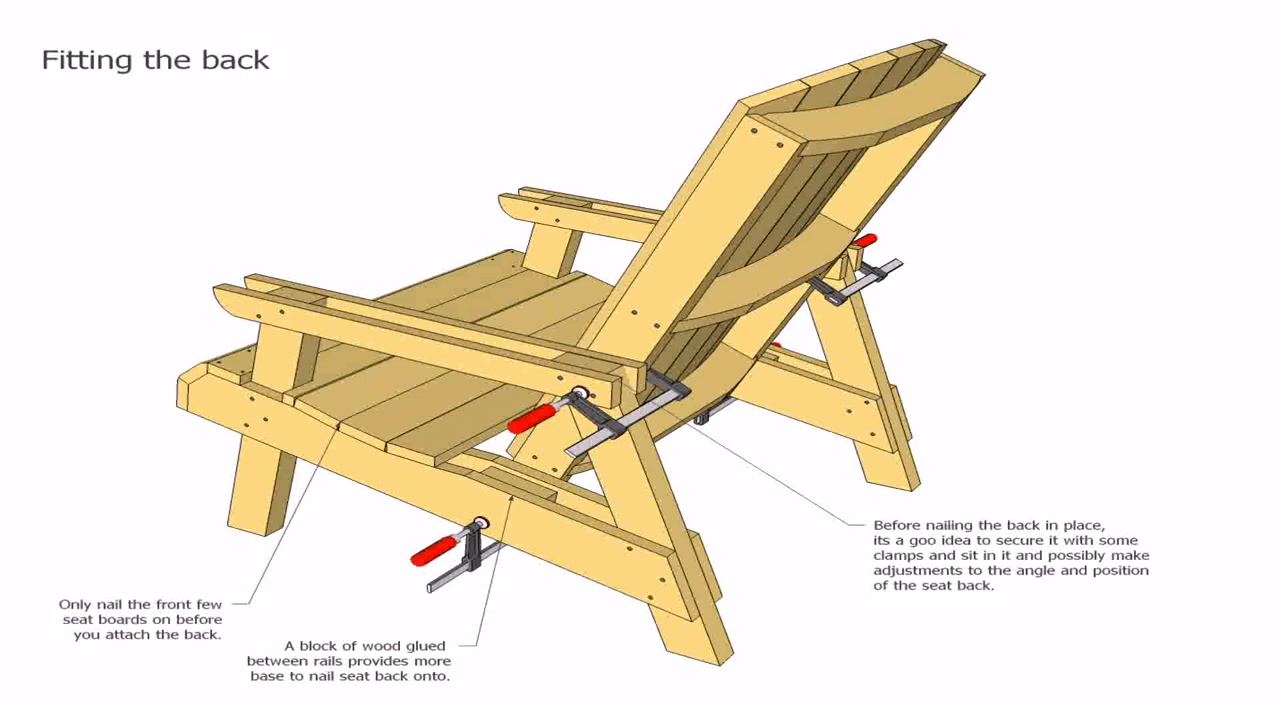 Fitting the back
Before nailing the back in place,
its a goo idea to secure it with some
clamps and sit in it and possibly make
adjustments to the angle and position
of the seat back.
Only nail the front few
seat boards on before
you attach the back.
A block of wood glued
between rails provides more
base to nail seat back onto.